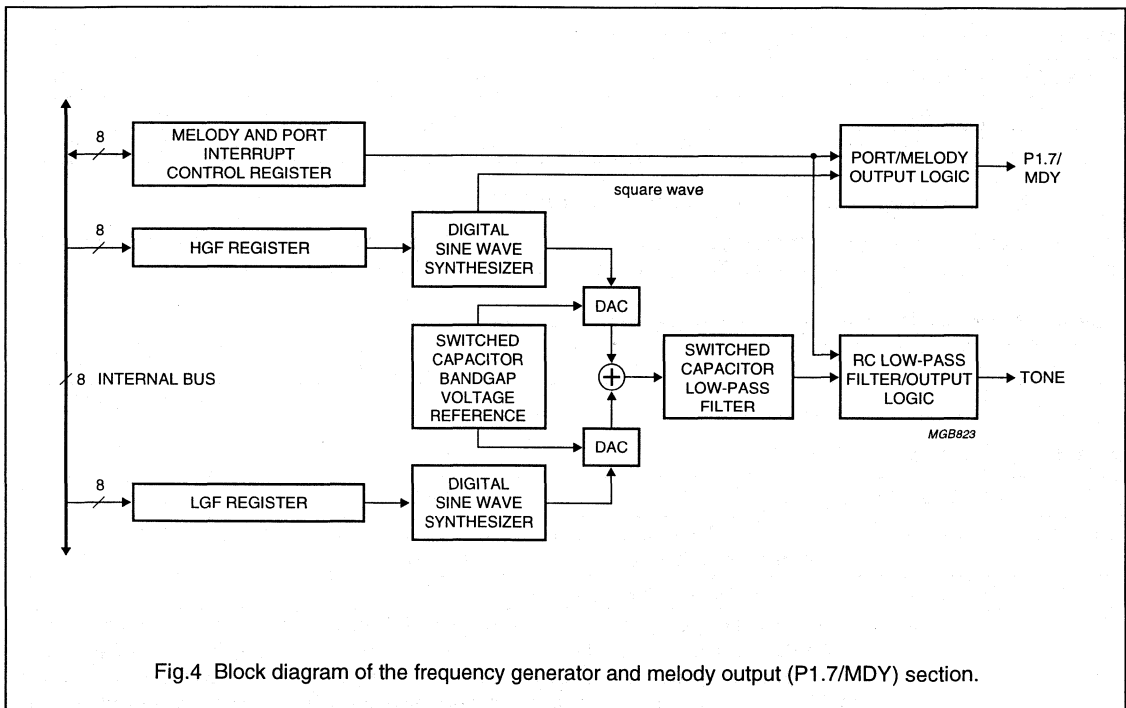 8
MELODY AND PORT
INTERRUPT
CONTROL REGISTER
PORT/MELODY
OUTPUT LOGIC
P1.7/
MDY
square wave
8
HGF REGISTER
DIGITAL
SINE WAVE
SYNTHESIZER
DAC
SWITCHED
CAPACITOR
BANDGAP
VOLTAGE
REFERENCE
+
SWITCHED
CAPACITOR
LOW-PASS
FILTER
RC LOW-PASS
FILTER/OUTPUT
LOGIC
TONE
8 INTERNAL BUS
MGB823
DAC
8
LGF REGISTER
DIGITAL
SINE WAVE
SYNTHESIZER
Fig.4 Block diagram of the frequency generator and melody output (P1.7/MDY) section.